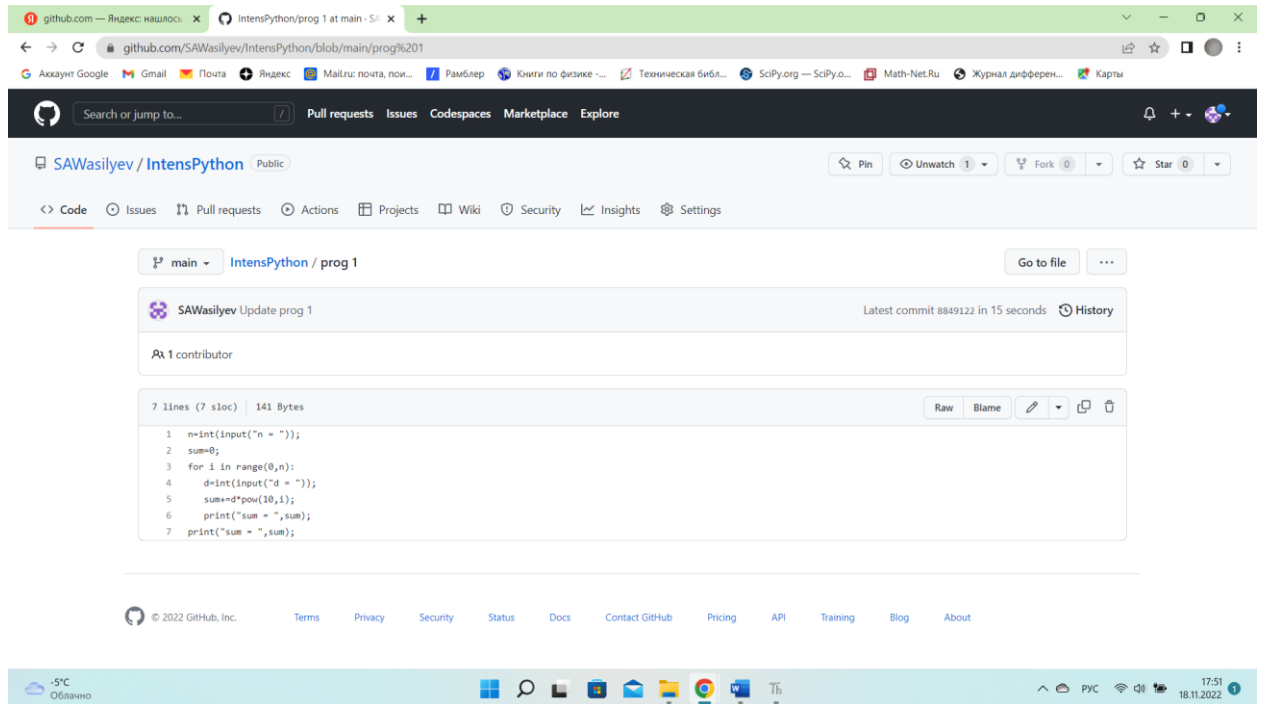 github.com — Яндекс: нашлось
IntensPython/prog 1 at main · SA
github.com/SAWasilyev/IntensPython/blob/main/prog%201
Аккаунт Google Gmail Почта Яндекс Mail.ru: почта, пои... Рамблер Книги по физике -... Техническая библ... SciPy.org — SciPy.o... Math-Net.Ru Журнал дифферен... Карты
Search or jump to... / Pull requests Issues Codespaces Marketplace Explore
SAWasilyev / IntensPython Public Pin Unwatch 1 Fork 0 Star 0
<> Code Issues Pull requests Actions Projects Wiki Security Insights Settings
main IntensPython / prog 1 Go to file ...
SAWasilyev Update prog 1 Latest commit 8849122 in 15 seconds History
1 contributor
7 lines (7 sloc) 141 Bytes Raw Blame
1 n=int(input("n = "));
2 sum=0;
3 for i in range(0,n):
4 d=int(input("d = "));
5 sum+=d*pow(10,i);
6 print("sum = ",sum);
7 print("sum = ",sum);
© 2022 GitHub, Inc. Terms Privacy Security Status Docs Contact GitHub Pricing API Training Blog About
-5°C
Облачно
РУС
17:51
18.11.2022
1